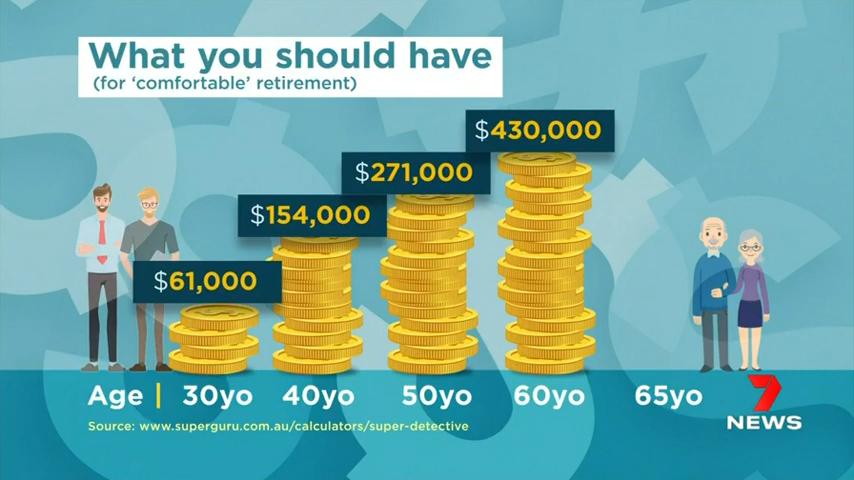 What you should have
(for ‘comfortable’ retirement)
$430,000
$271,000
$154,000
$61,000
Age | 30yo 40yo 50yo 60yo 65yo
Source: www.superguru.com.au/calculators/super-detective
7
NEWS